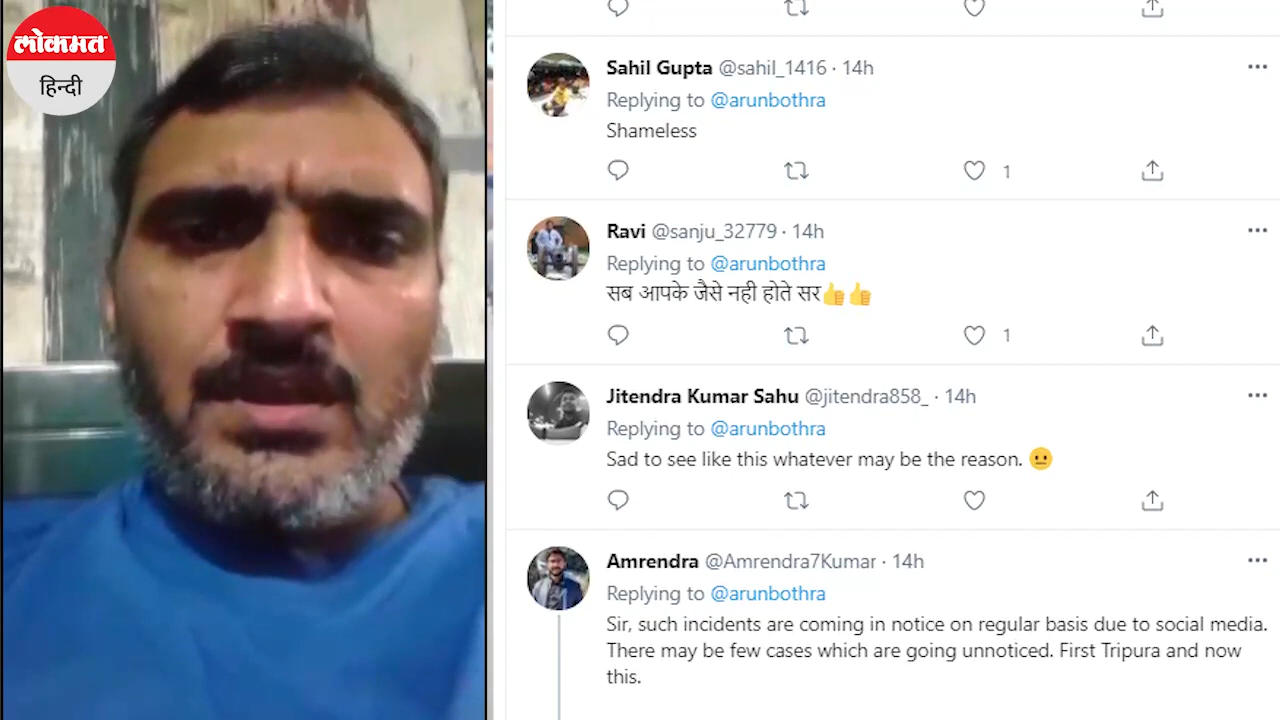 लोकमत
हिन्दी
Sahil Gupta @sahil_1416 · 14h
Replying to @arunbothra
Shameless
1
Ravi @sanju_32779 · 14h
Replying to @arunbothra
सब आपके जैसे नही होते सर👍👍
1
Jitendra Kumar Sahu @jitendra858_ · 14h
Replying to @arunbothra
Sad to see like this whatever may be the reason. 😐
Amrendra @Amrendra7Kumar · 14h
Replying to @arunbothra
Sir, such incidents are coming in notice on regular basis due to social media.
There may be few cases which are going unnoticed. First Tripura and now
this.